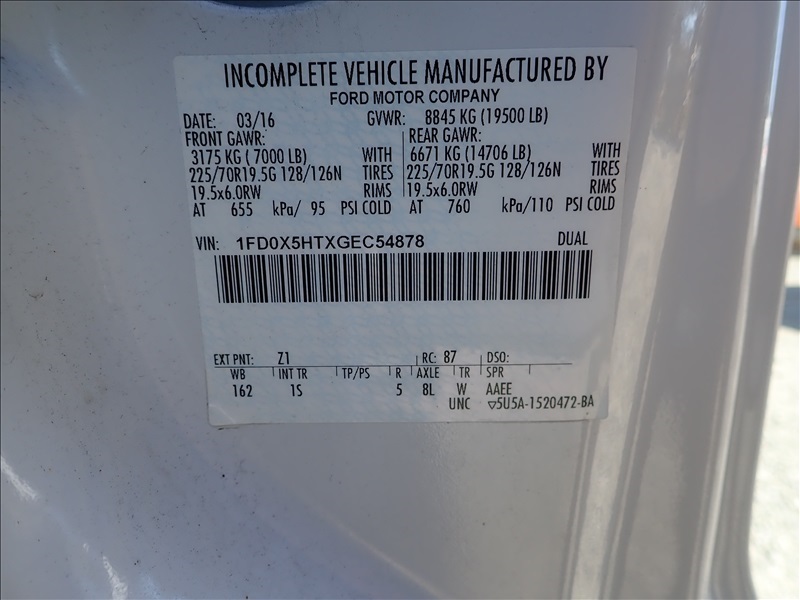 INCOMPLETE VEHICLE MANUFACTURED BY
FORD MOTOR COMPANY
DATE: 03/16 GVWR: 8845 KG (19500 LB)
FRONT GAWR: REAR GAWR:
3175 KG ( 7000 LB) WITH 6671 KG (14706 LB) WITH
225/70R19.5G 128/126N TIRES 225/70R19.5G 128/126N TIRES
19.5x6.0RW RIMS 19.5x6.0RW RIMS
AT 655 kPa/ 95 PSI COLD AT 760 kPa/110 PSI COLD
VIN: 1FD0X5HTXGEC54878 DUAL
EXT PNT: Z1 RC: 87 DSO:
WB INT TR TP/PS R AXLE TR SPR
162 1S 5 8L W AAEE
UNC ▽5U5A-1520472-BA